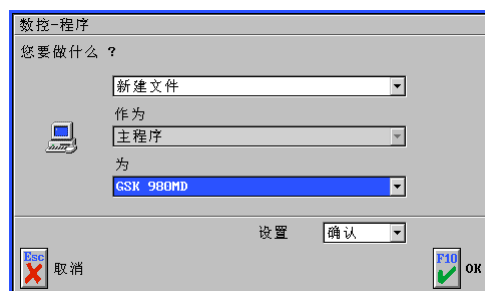 数控-程序
您要做什么 ?
新建文件
作为
主程序
为
GSK 980MD
设置 确认
Esc 取消
F10 OK